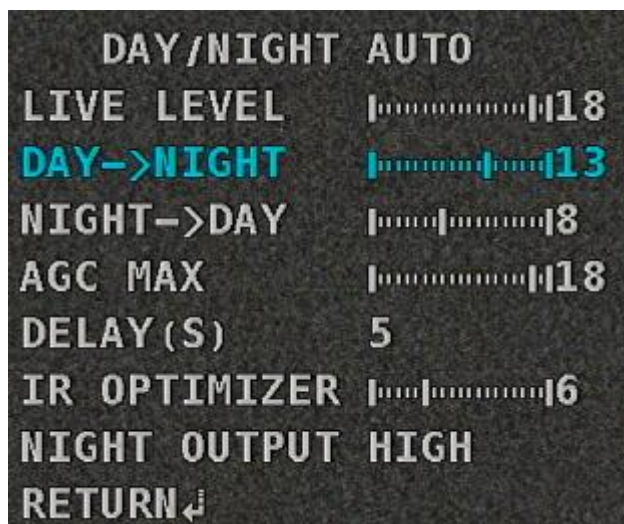 DAY/NIGHT AUTO
LIVE LEVEL 18
DAY->NIGHT 13
NIGHT->DAY 8
AGC MAX 18
DELAY(S) 5
IR OPTIMIZER 6
NIGHT OUTPUT HIGH
RETURN↲